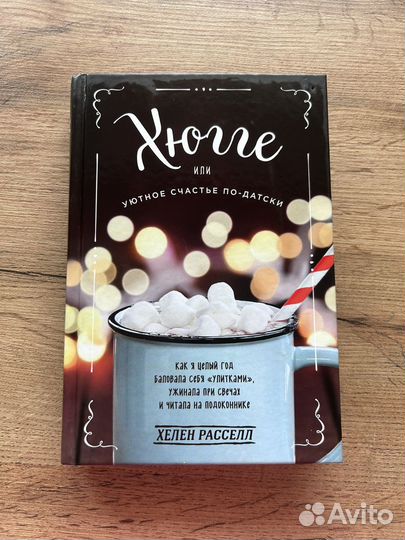 Хюгге
или
уютное счастье по-датски
как я целый год
баловала себя «улитками»,
ужинала при свечах
и читала на подоконнике
Хелен Расселл
Avito